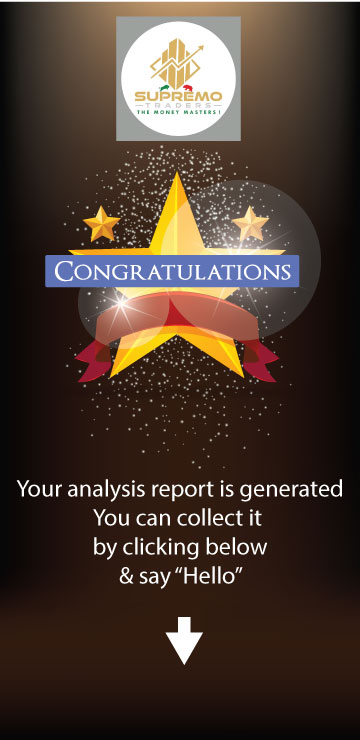 SUPREMO
TRADERS
THE MONEY MASTERS!
CONGRATULATIONS
Your analysis report is generated
You can collect it
by clicking below
& say “Hello”